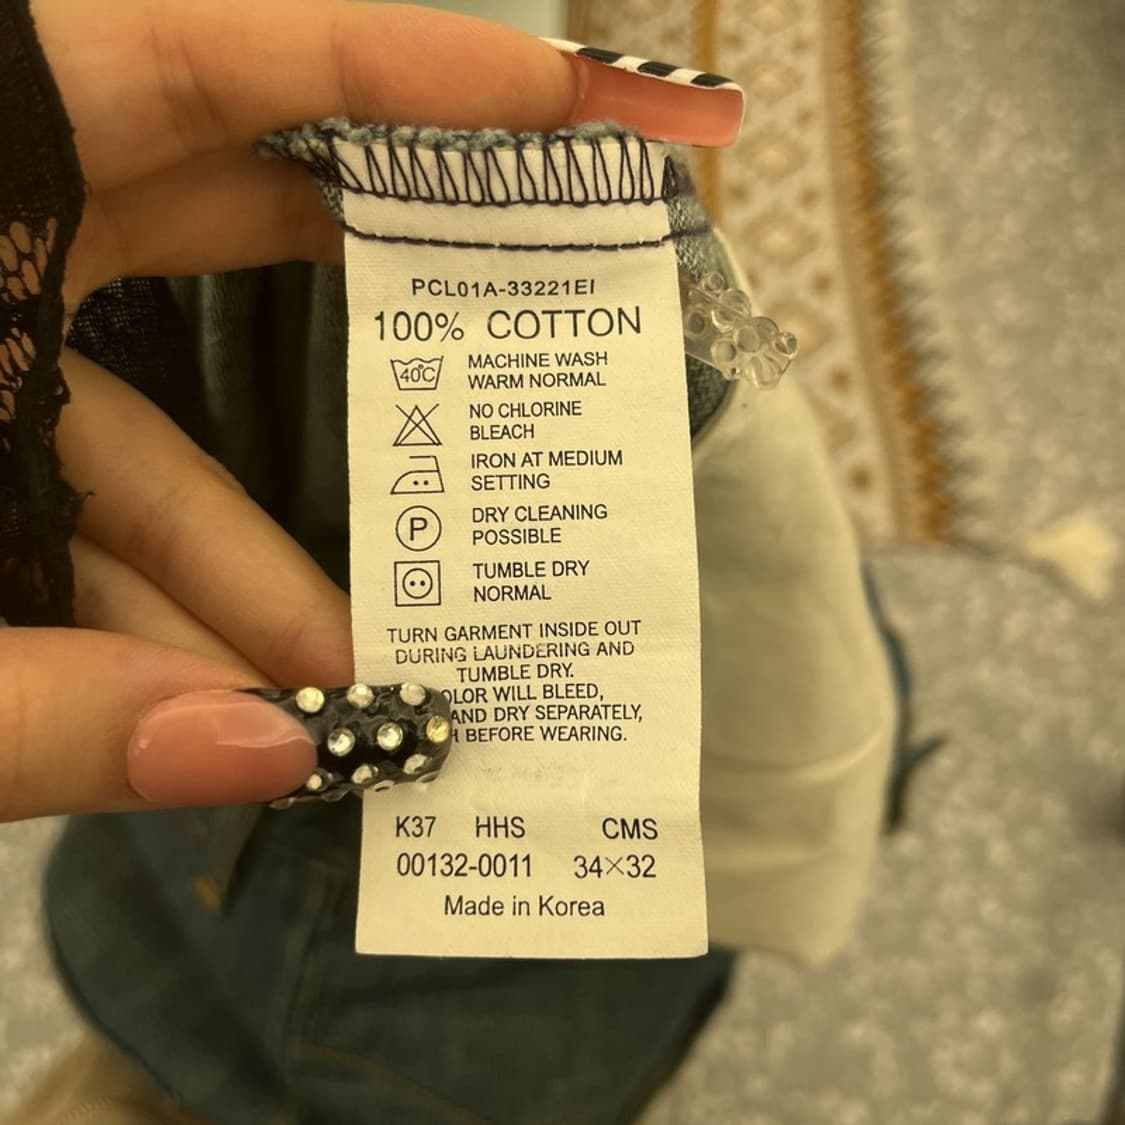 PCL01A-33221EI
100% COTTON
40°C
MACHINE WASH
WARM NORMAL
NO CHLORINE
BLEACH
IRON AT MEDIUM
SETTING
P
DRY CLEANING
POSSIBLE
TUMBLE DRY
NORMAL
TURN GARMENT INSIDE OUT
DURING LAUNDERING AND
TUMBLE DRY.
WILL BLEED,
AND DRY SEPARATELY,
BEFORE WEARING.
K37 HHS CMS
00132-0011 34×32
Made in Korea